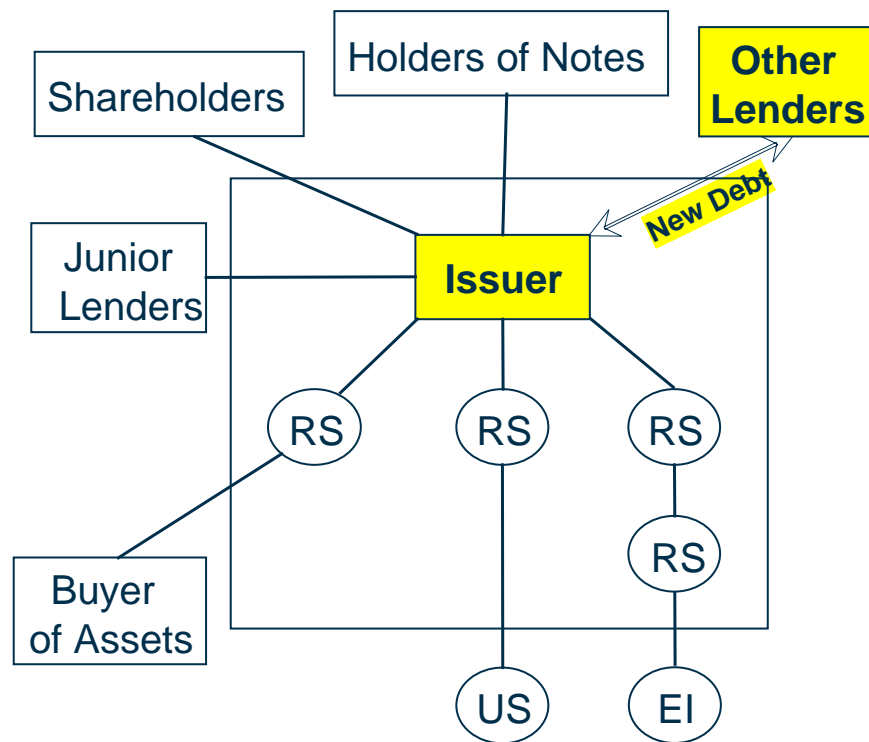 Holders of Notes
Other
Lenders
Shareholders
New Debt
Junior
Lenders
Issuer
RS
RS
RS
RS
Buyer
of Assets
US
EI